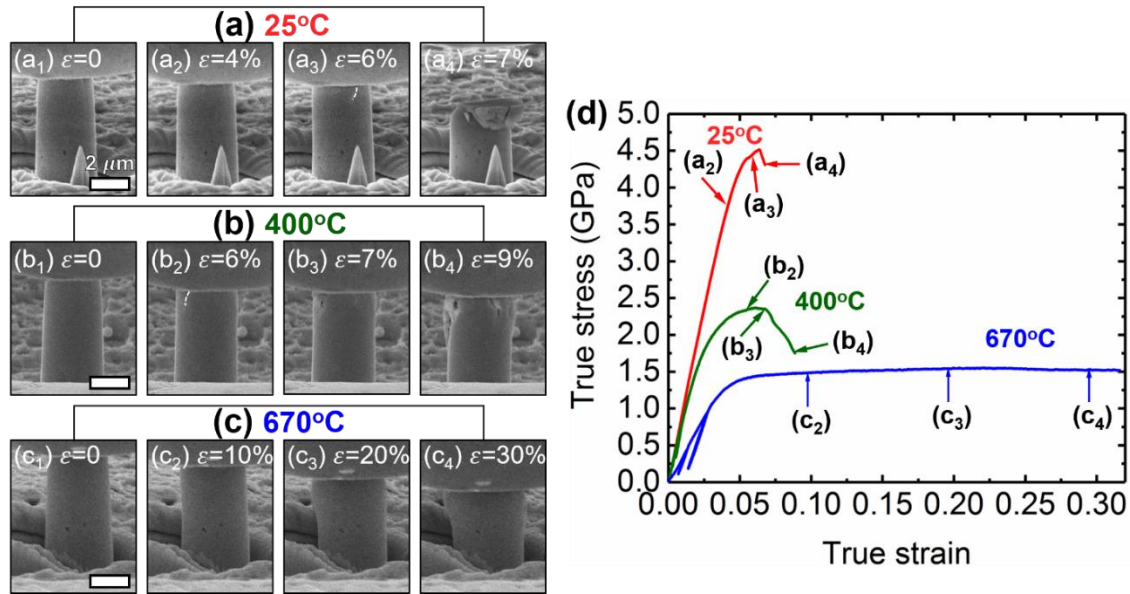 (a) 25°C
(a₁) ε=0
(a₂) ε=4%
(a₃) ε=6%
(a₄) ε=7%
2 μm
(b) 400°C
(b₁) ε=0
(b₂) ε=6%
(b₃) ε=7%
(b₄) ε=9%
(c) 670°C
(c₁) ε=0
(c₂) ε=10%
(c₃) ε=20%
(c₄) ε=30%
(d)
True stress (GPa)
5.0
4.5
4.0
3.5
3.0
2.5
2.0
1.5
1.0
0.5
0.0
25°C
(a₂)
(a₄)
(a₃)
(b₂)
400°C
(b₃)
(b₄)
670°C
(c₂)
(c₃)
(c₄)
0.00 0.05 0.10 0.15 0.20 0.25 0.30
True strain